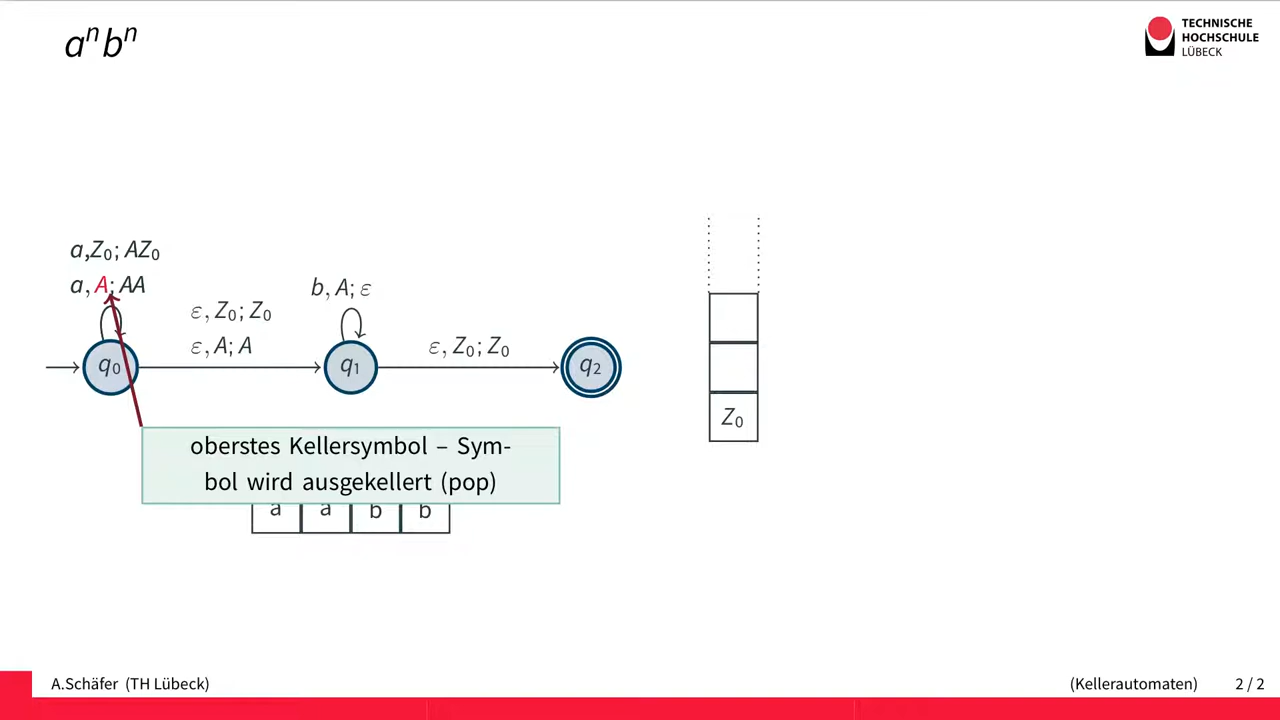 aⁿbⁿ
TECHNISCHE
HOCHSCHULE
LÜBECK
a,Z₀; AZ₀
a, A; AA
ε, Z₀; Z₀
ε, A; A
b, A; ε
ε, Z₀; Z₀
q₀
q₁
q₂
Z₀
oberstes Kellersymbol – Sym-
bol wird ausgekellert (pop)
a a b b
A.Schäfer (TH Lübeck)
(Kellerautomaten) 2 / 2